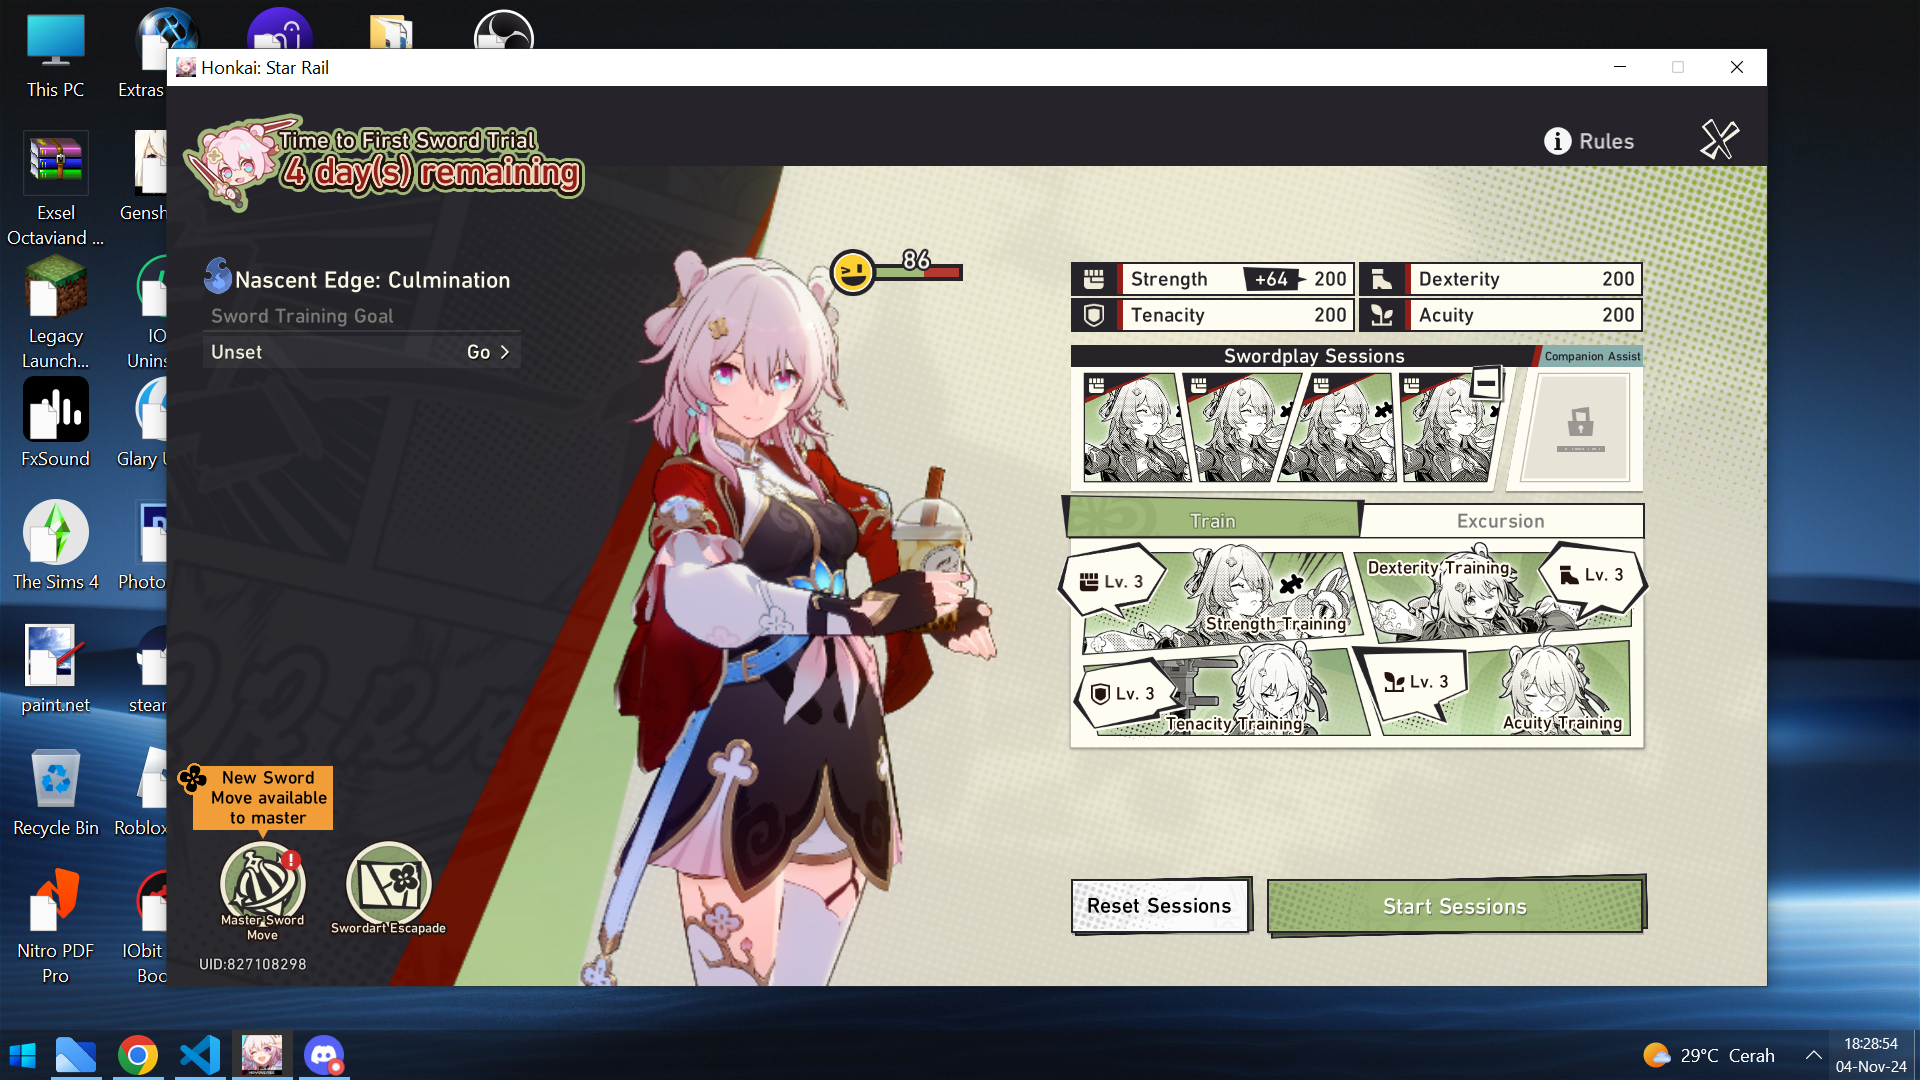 This PC
Extras
Exsel
Octaviand ...
Gensh
Legacy
Launch...
IO
Unins
FxSound
Glary U
The Sims 4
Photo
paint.net
stear
Recycle Bin
Roblox
Nitro PDF
Pro
IObit
Boo
Honkai: Star Rail
Time to First Sword Trial
4 day(s) remaining
Rules
Nascent Edge: Culmination
Sword Training Goal
Unset
Go >
86
Strength +64 200
Dexterity 200
Tenacity 200
Acuity 200
Swordplay Sessions
Companion Assist
Train
Excursion
Lv. 3
Strength Training
Dexterity Training
Lv. 3
Lv. 3
Tenacity Training
Lv. 3
Acuity Training
New Sword
Move available
to master
Master Sword
Move
Swordart Escapade
UID:827108298
Reset Sessions
Start Sessions
29°C Cerah
18:28:54
04-Nov-24